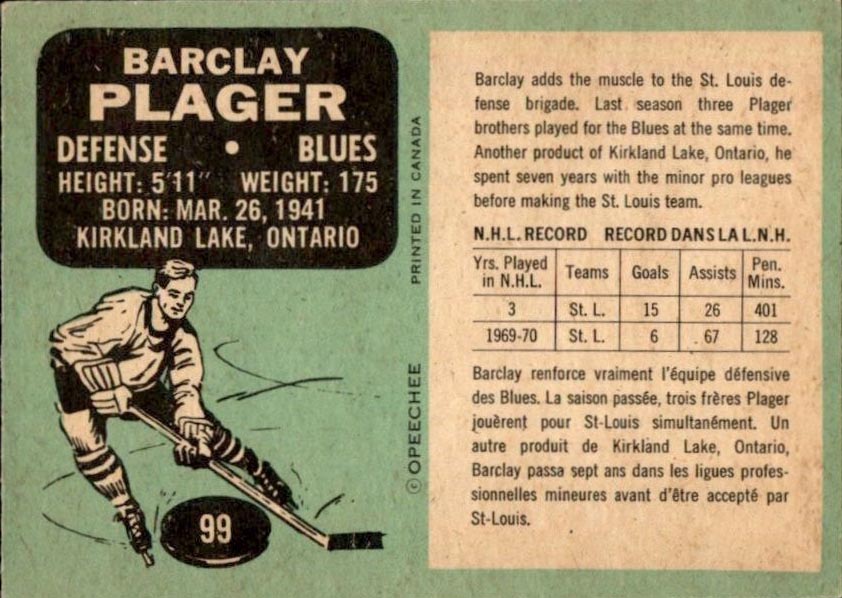 BARCLAY
PLAGER
DEFENSE • BLUES
HEIGHT: 5'11" WEIGHT: 175
BORN: MAR. 26, 1941
KIRKLAND LAKE, ONTARIO
99
© OPEECHEE PRINTED IN CANADA
Barclay adds the muscle to the St. Louis de-
fense brigade. Last season three Plager
brothers played for the Blues at the same time.
Another product of Kirkland Lake, Ontario, he
spent seven years with the minor pro leagues
before making the St. Louis team.
N.H.L. RECORD RECORD DANS LA L.N.H.
Yrs. Played in N.H.L. Teams Goals Assists Pen. Mins.
3 St. L. 15 26 401
1969-70 St. L. 6 67 128
Barclay renforce vraiment l'équipe défensive
des Blues. La saison passée, trois frères Plager
jouèrent pour St-Louis simultanément. Un
autre produit de Kirkland Lake, Ontario,
Barclay passa sept ans dans les ligues profes-
sionnelles mineures avant d'être accepté par
St-Louis.